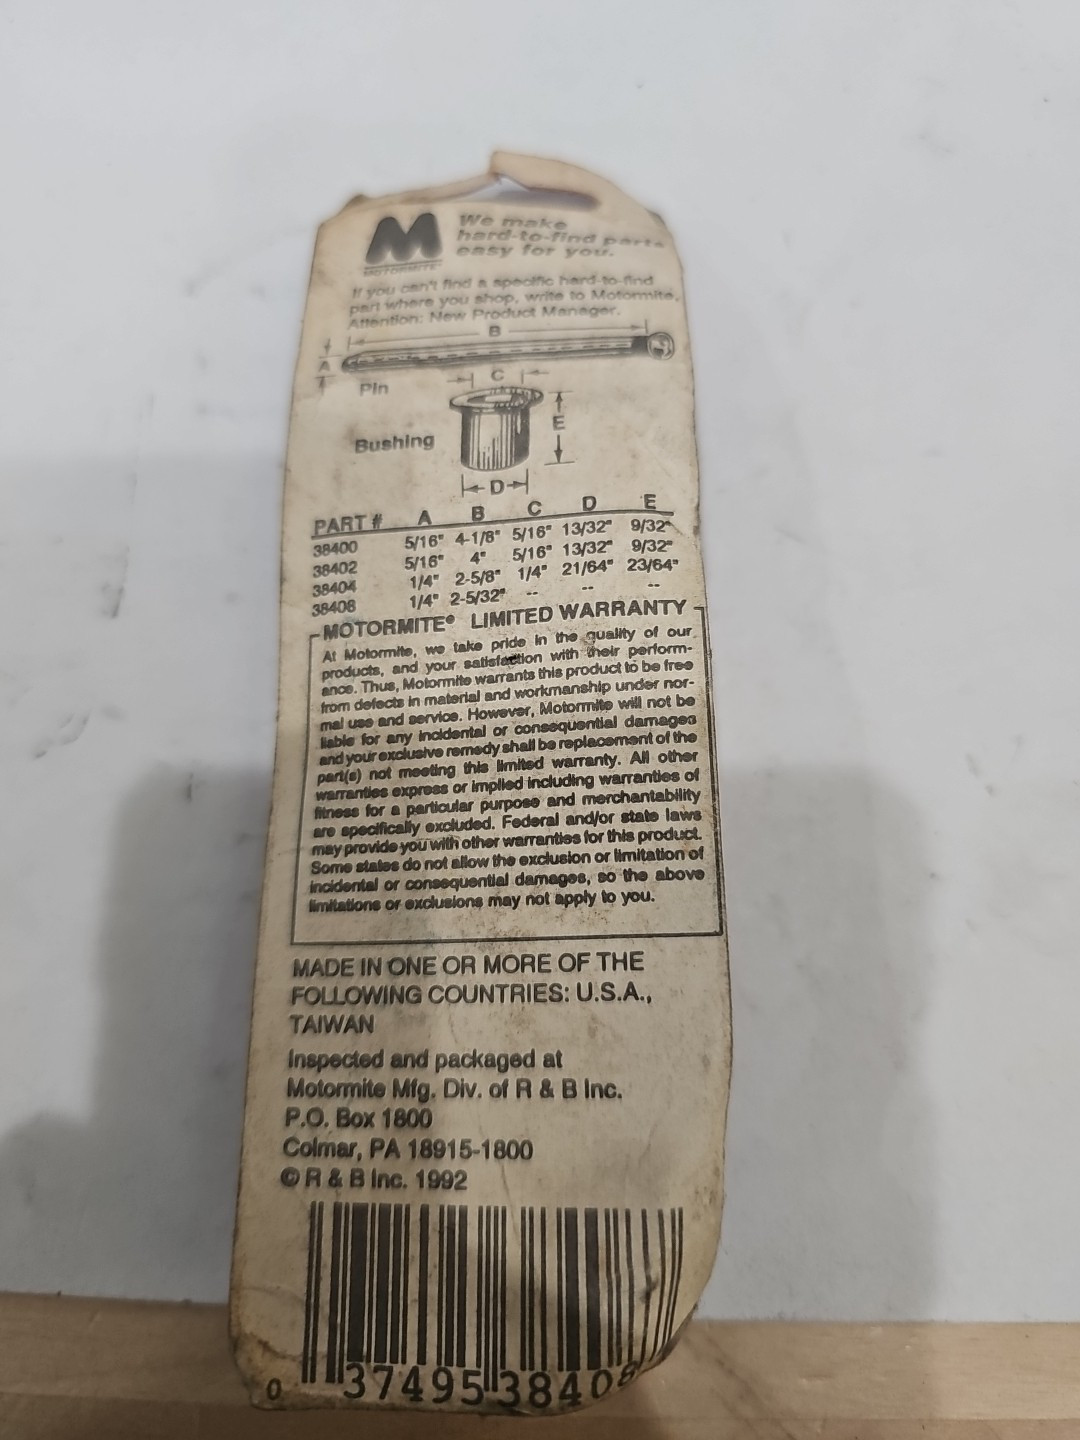 M
MOTORMITE
We make
hard-to-find parts
easy for you.
If you can't find a specific hard-to-find
part where you shop, write to Motormite,
Attention: New Product Manager.
B
A
Pin
C
Bushing
E
D
PART # A B C D E
38400 5/16" 4-1/8" 5/16" 13/32" 9/32"
38402 5/16" 4" 5/16" 13/32" 9/32"
38404 1/4" 2-5/8" 1/4" 21/64" 23/64"
38408 1/4" 2-5/32" -- -- --
MOTORMITE® LIMITED WARRANTY
At Motormite, we take pride in the quality of our
products, and your satisfaction with their perform-
ance. Thus, Motormite warrants this product to be free
from defects in material and workmanship under nor-
mal use and service. However, Motormite will not be
liable for any incidental or consequential damages
and your exclusive remedy shall be replacement of the
part(s) not meeting this limited warranty. All other
warranties express or implied including warranties of
fitness for a particular purpose and merchantability
are specifically excluded. Federal and/or state laws
may provide you with other warranties for this product.
Some states do not allow the exclusion or limitation of
incidental or consequential damages, so the above
limitations or exclusions may not apply to you.
MADE IN ONE OR MORE OF THE
FOLLOWING COUNTRIES: U.S.A.,
TAIWAN
Inspected and packaged at
Motormite Mfg. Div. of R & B Inc.
P.O. Box 1800
Colmar, PA 18915-1800
© R & B Inc. 1992
0 37495 38408